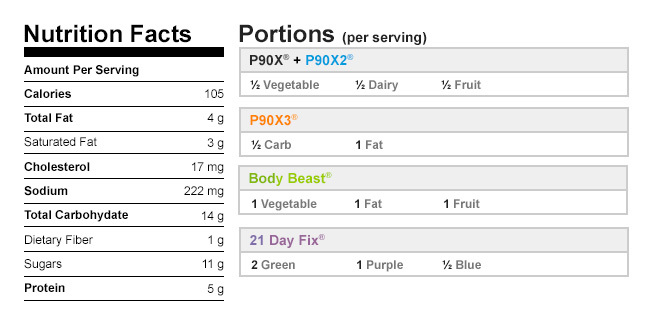 Nutrition Facts
Amount Per Serving
Calories 105
Total Fat 4 g
Saturated Fat 3 g
Cholesterol 17 mg
Sodium 222 mg
Total Carbohydate 14 g
Dietary Fiber 1 g
Sugars 11 g
Protein 5 g
Portions (per serving)
P90X® + P90X2®
½ Vegetable ½ Dairy ½ Fruit
P90X3®
½ Carb 1 Fat
Body Beast®
1 Vegetable 1 Fat 1 Fruit
21 Day Fix®
2 Green 1 Purple ½ Blue